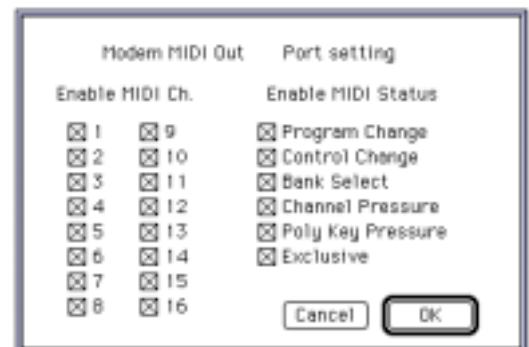 Modem MIDI Out Port setting
Enable MIDI Ch. Enable MIDI Status
1 9 Program Change
2 10 Control Change
3 11 Bank Select
4 12 Channel Pressure
5 13 Poly Key Pressure
6 14 Exclusive
7 15
8 16
Cancel OK